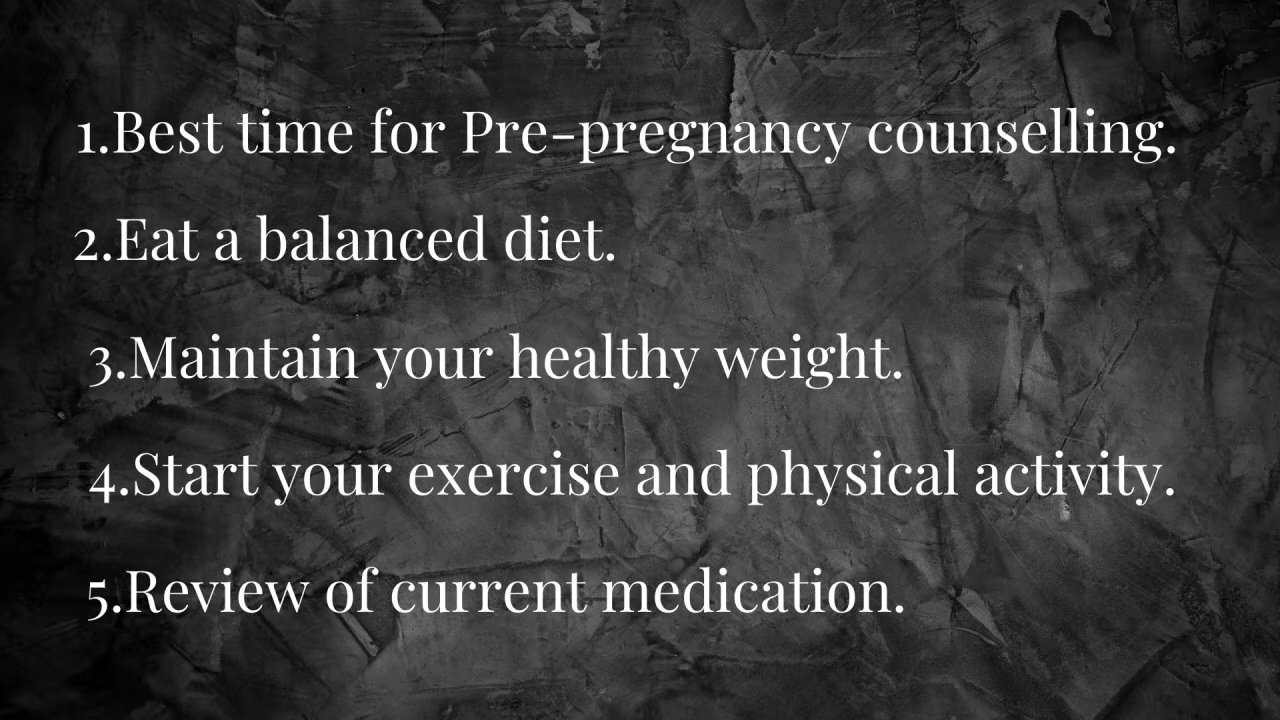 1.Best time for Pre-pregnancy counselling.
2.Eat a balanced diet.
3.Maintain your healthy weight.
4.Start your exercise and physical activity.
5.Review of current medication.